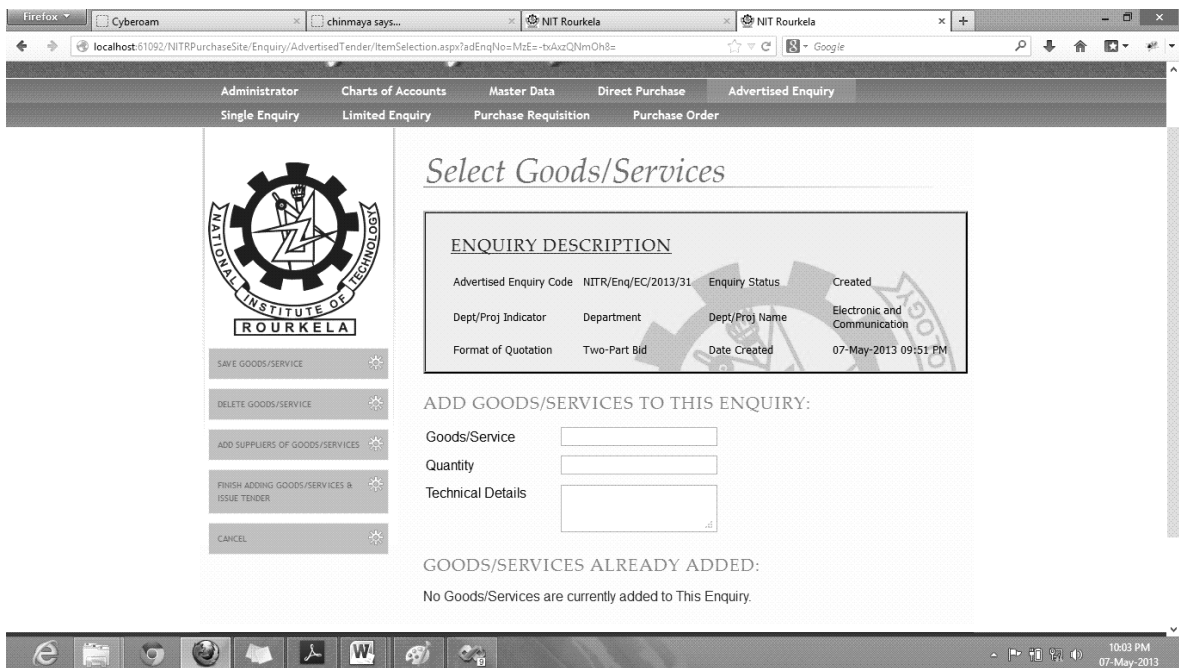 Firefox
Cyberoam
chinmaya says...
NIT Rourkela
NIT Rourkela
localhost:61092/NITRPurchaseSite/Enquiry/AdvertisedTender/ItemSelection.aspx?adEnqNo=MzE=-txAxzQNmOh8=
Google
Administrator Charts of Accounts Master Data Direct Purchase Advertised Enquiry
Single Enquiry Limited Enquiry Purchase Requisition Purchase Order
NATIONAL INSTITUTE OF TECHNOLOGY
ROURKELA
SAVE GOODS/SERVICE
DELETE GOODS/SERVICE
ADD SUPPLIERS OF GOODS/SERVICES
FINISH ADDING GOODS/SERVICES &
ISSUE TENDER
CANCEL
Select Goods/Services
ENQUIRY DESCRIPTION
Advertised Enquiry Code NITR/Enq/EC/2013/31 Enquiry Status Created
Dept/Proj Indicator Department Dept/Proj Name Electronic and
Communication
Format of Quotation Two-Part Bid Date Created 07-May-2013 09:51 PM
OLOGY
ADD GOODS/SERVICES TO THIS ENQUIRY:
Goods/Service
Quantity
Technical Details
GOODS/SERVICES ALREADY ADDED:
No Goods/Services are currently added to This Enquiry.
10:03 PM
07-May-2013